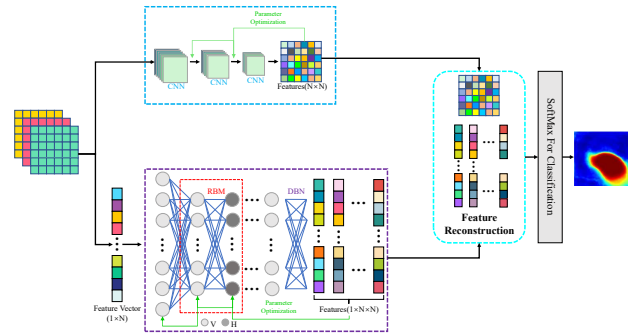 Parameter
Optimization
CNN
CNN
CNN
Features(N×N)
RBM
DBN
Feature Vector
(1×N)
Parameter
Optimization
Features(1×N×N)
V
H
Feature
Reconstruction
SoftMax For Classification